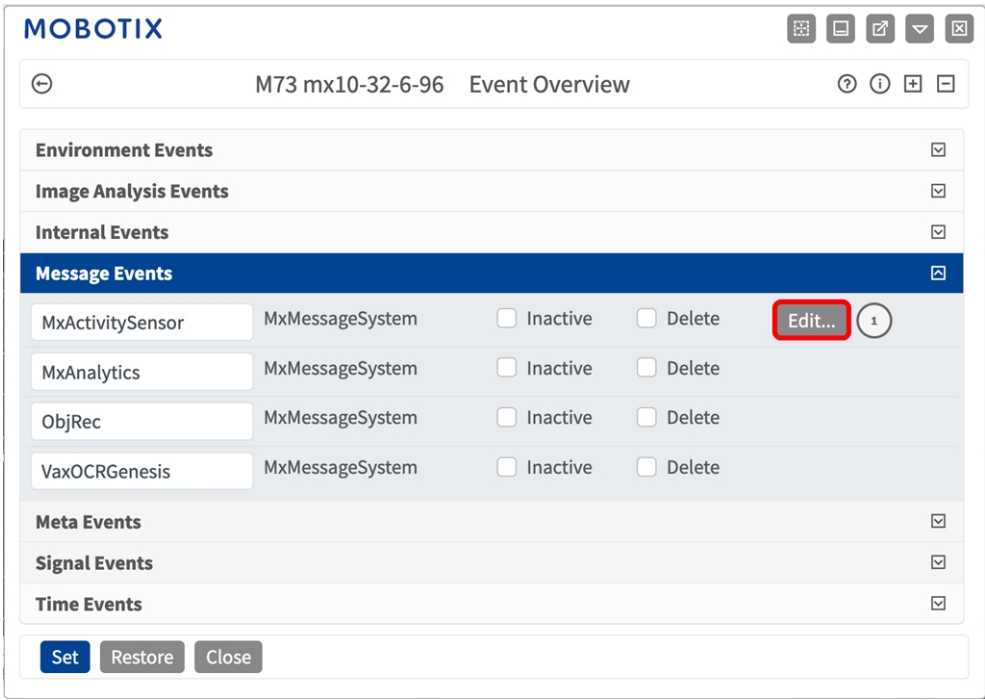 MOBOTIX
M73 mx10-32-6-96 Event Overview
Environment Events
Image Analysis Events
Internal Events
Message Events
MxActivitySensor MxMessageSystem Inactive Delete Edit... 1
MxAnalytics MxMessageSystem Inactive Delete
ObjRec MxMessageSystem Inactive Delete
VaxOCRGenesis MxMessageSystem Inactive Delete
Meta Events
Signal Events
Time Events
Set Restore Close